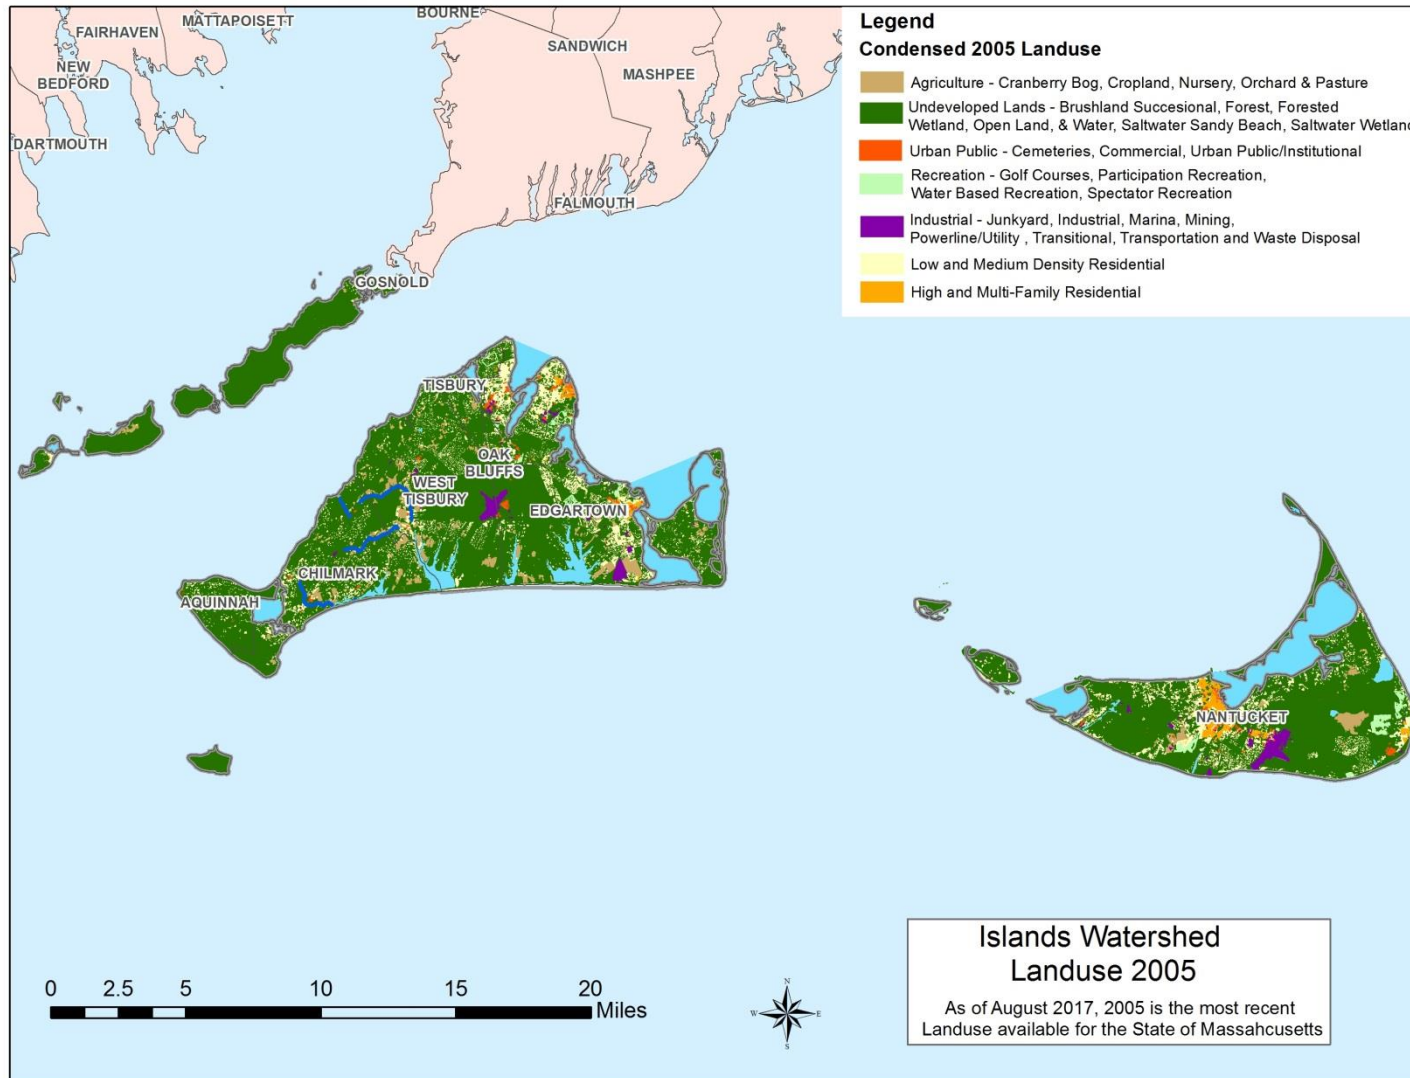 BOURNE
MATTAPOISETT
FAIRHAVEN
SANDWICH
NEW
BEDFORD
MASHPEE
DARTMOUTH
FALMOUTH
GOSNOLD
Legend
Condensed 2005 Landuse
Agriculture - Cranberry Bog, Cropland, Nursery, Orchard & Pasture
Undeveloped Lands - Brushland Succesional, Forest, Forested
Wetland, Open Land, & Water, Saltwater Sandy Beach, Saltwater Wetland
Urban Public - Cemeteries, Commercial, Urban Public/Institutional
Recreation - Golf Courses, Participation Recreation,
Water Based Recreation, Spectator Recreation
Industrial - Junkyard, Industrial, Marina, Mining,
Powerline/Utility , Transitional, Transportation and Waste Disposal
Low and Medium Density Residential
High and Multi-Family Residential
TISBURY
OAK
BLUFFS
WEST
TISBURY
EDGARTOWN
CHILMARK
AQUINNAH
NANTUCKET
0 2.5 5 10 15 20
Miles
N
W E
S
Islands Watershed
Landuse 2005
As of August 2017, 2005 is the most recent
Landuse available for the State of Massahcusetts